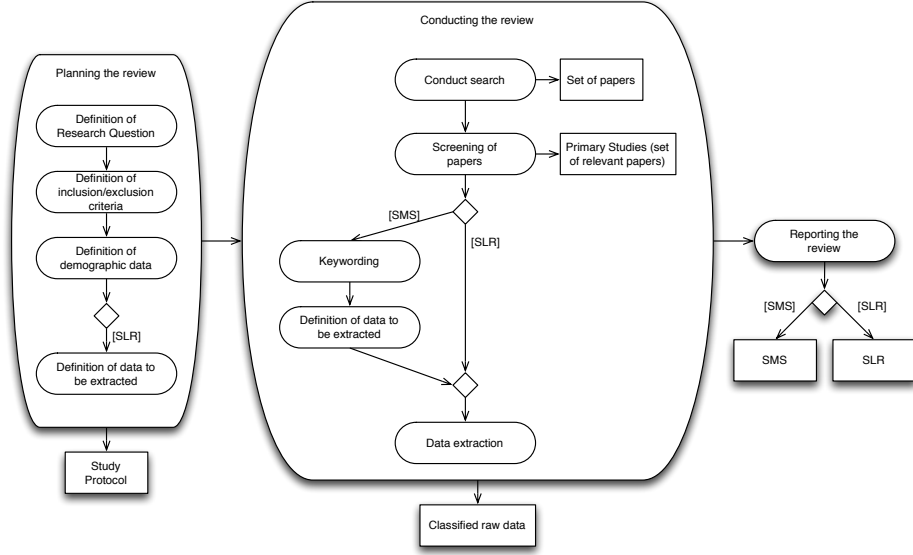 Planning the review
Definition of
Research Question
Definition of
inclusion/exclusion
criteria
Definition of
demographic data
[SLR]
Definition of data to
be extracted
Study
Protocol
Conducting the review
Conduct search
Set of papers
Screening of
papers
Primary Studies (set
of relevant papers)
[SMS]
[SLR]
Keywording
Definition of data to
be extracted
Data extraction
Classified raw data
Reporting the
review
[SMS]
[SLR]
SMS
SLR